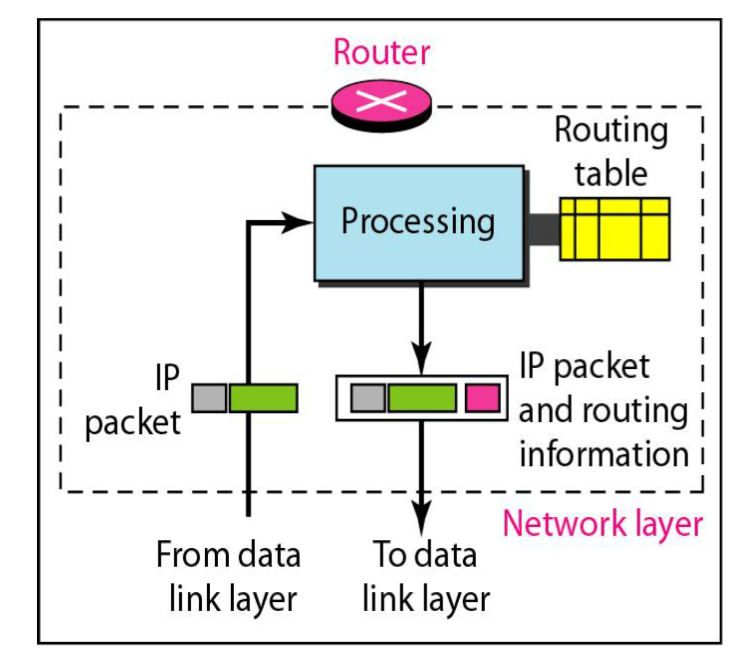 Router
Routing
table
Processing
IP
packet
IP packet
and routing
information
Network layer
From data
link layer
To data
link layer